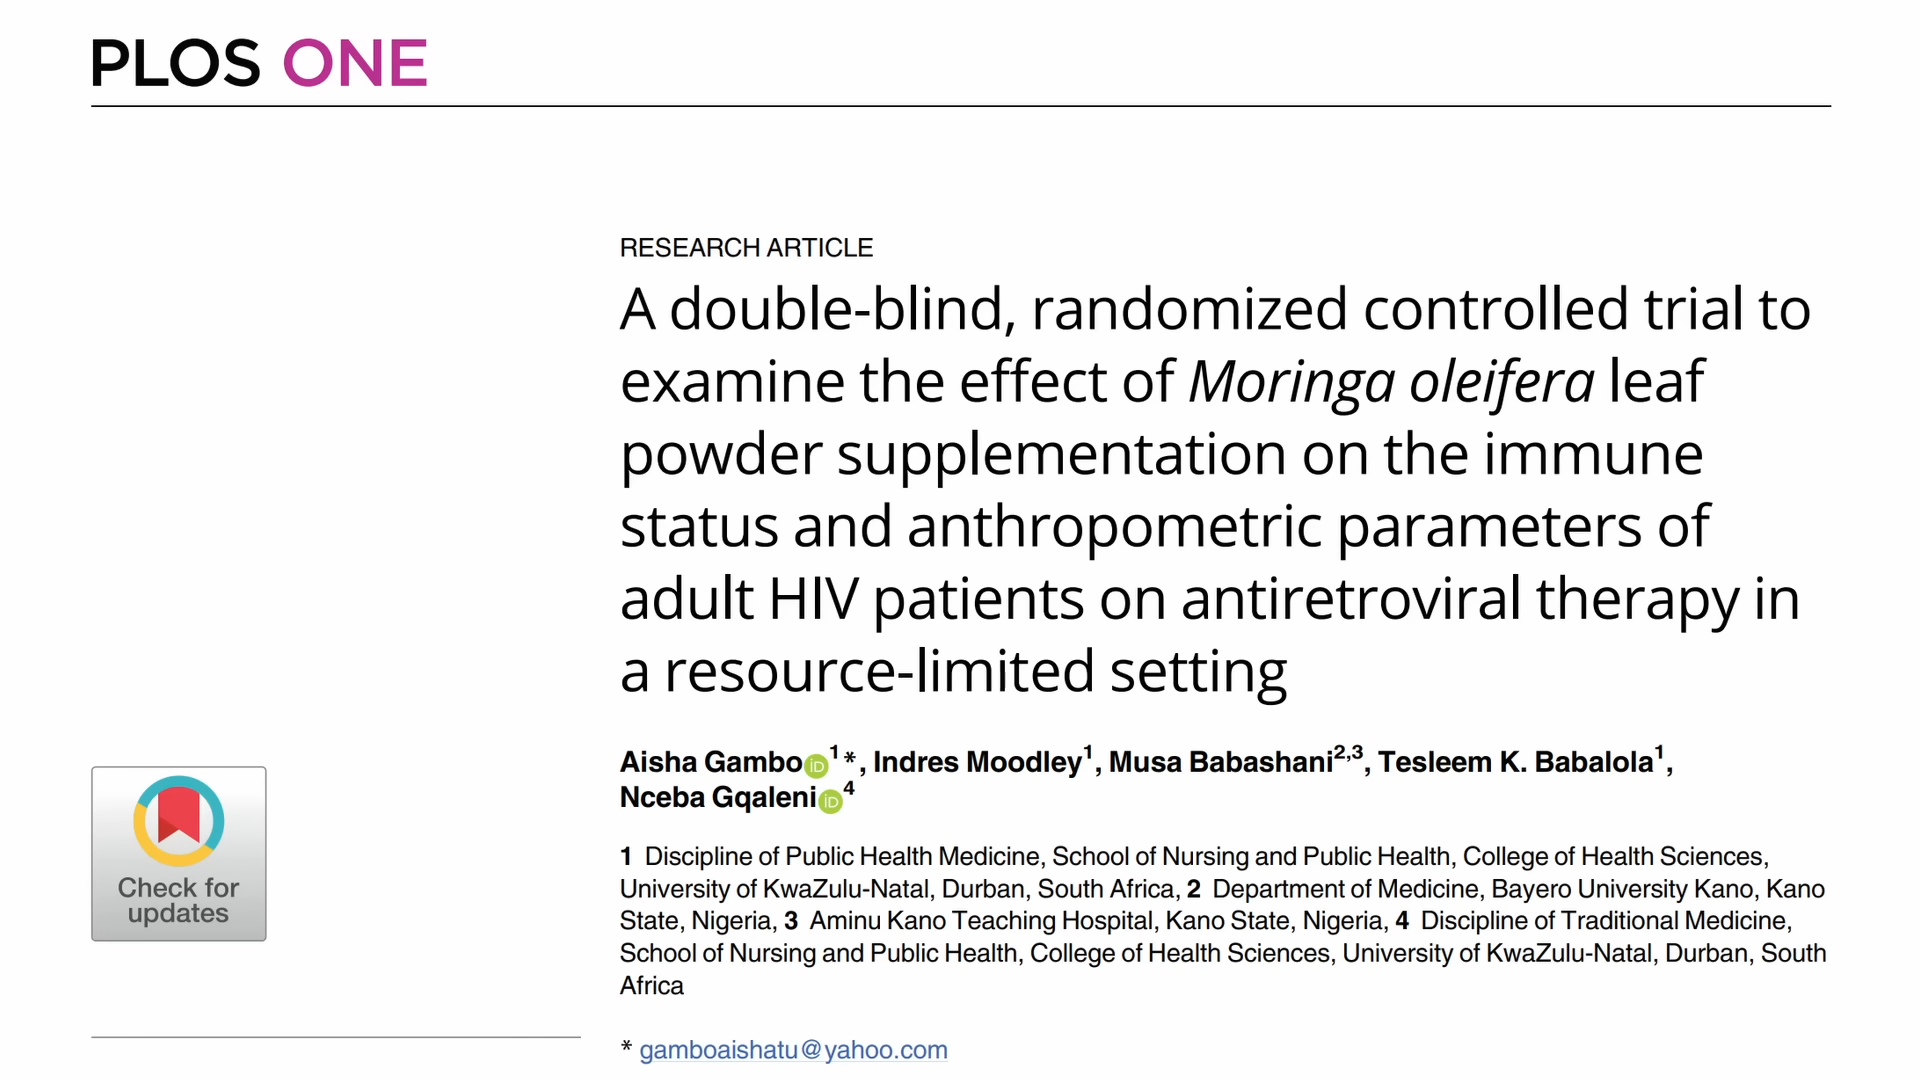 PLOS ONE
RESEARCH ARTICLE
A double-blind, randomized controlled trial to
examine the effect of Moringa oleifera leaf
powder supplementation on the immune
status and anthropometric parameters of
adult HIV patients on antiretroviral therapy in
a resource-limited setting
Aisha Gambo iD 1*, Indres Moodley1, Musa Babashani2,3, Tesleem K. Babalola1,
Nceba Gqaleni iD 4
1 Discipline of Public Health Medicine, School of Nursing and Public Health, College of Health Sciences,
University of KwaZulu-Natal, Durban, South Africa, 2 Department of Medicine, Bayero University Kano, Kano
State, Nigeria, 3 Aminu Kano Teaching Hospital, Kano State, Nigeria, 4 Discipline of Traditional Medicine,
School of Nursing and Public Health, College of Health Sciences, University of KwaZulu-Natal, Durban, South
Africa
* gamboaishatu@yahoo.com
Check for
updates